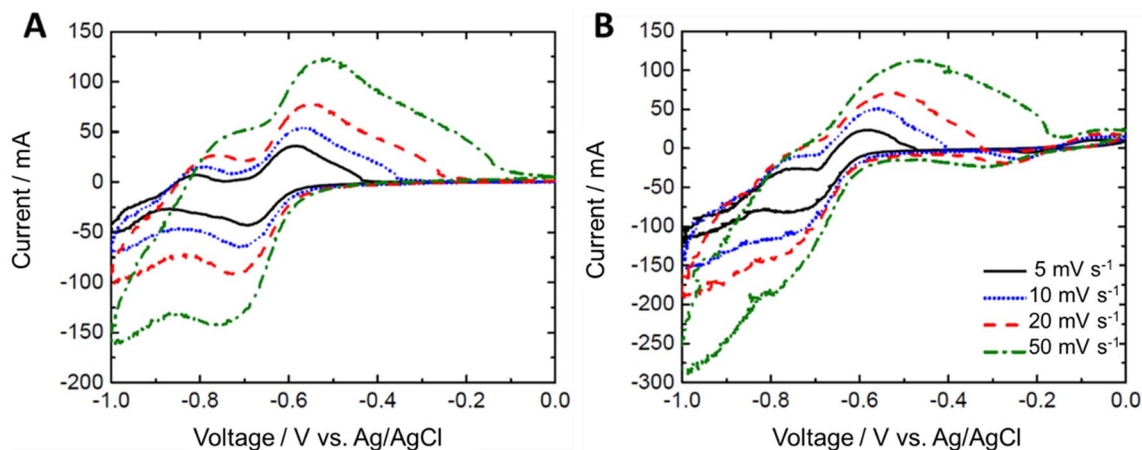 A
Current / mA
150
100
50
0
-50
-100
-150
-200
-1.0 -0.8 -0.6 -0.4 -0.2 0.0
Voltage / V vs. Ag/AgCl
B
Current / mA
150
100
50
0
-50
-100
-150
-200
-250
-300
-1.0 -0.8 -0.6 -0.4 -0.2 0.0
Voltage / V vs. Ag/AgCl
5 mV s⁻¹
10 mV s⁻¹
20 mV s⁻¹
50 mV s⁻¹